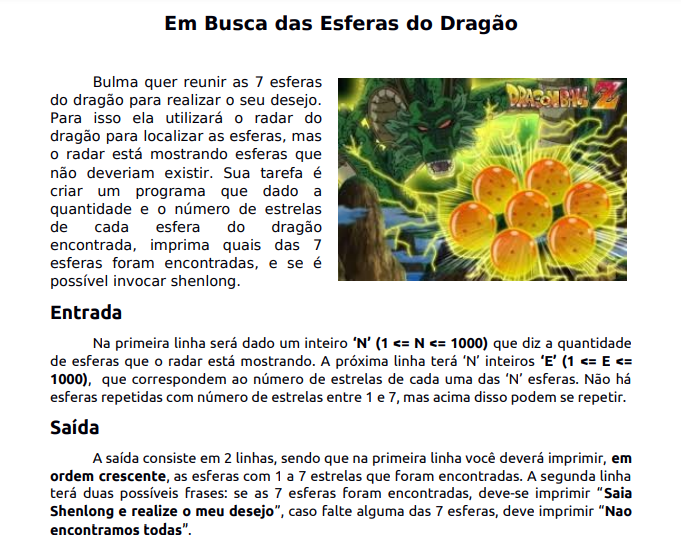 Em Busca das Esferas do Dragão
Bulma quer reunir as 7 esferas
do dragão para realizar o seu desejo.
Para isso ela utilizará o radar do
dragão para localizar as esferas, mas
o radar está mostrando esferas que
não deveriam existir. Sua tarefa é
criar um programa que dado a
quantidade e o número de estrelas
de cada esfera do dragão
encontrada, imprima quais das 7
esferas foram encontradas, e se é
possível invocar shenlong.
DRAGON BALL Z
Entrada
Na primeira linha será dado um inteiro ‘N’ (1 <= N <= 1000) que diz a quantidade
de esferas que o radar está mostrando. A próxima linha terá ‘N’ inteiros ‘E’ (1 <= E <=
1000), que correspondem ao número de estrelas de cada uma das ‘N’ esferas. Não há
esferas repetidas com número de estrelas entre 1 e 7, mas acima disso podem se repetir.
Saída
A saída consiste em 2 linhas, sendo que na primeira linha você deverá imprimir, em
ordem crescente, as esferas com 1 a 7 estrelas que foram encontradas. A segunda linha
terá duas possíveis frases: se as 7 esferas foram encontradas, deve-se imprimir “Saia
Shenlong e realize o meu desejo”, caso falte alguma das 7 esferas, deve imprimir “Nao
encontramos todas”.